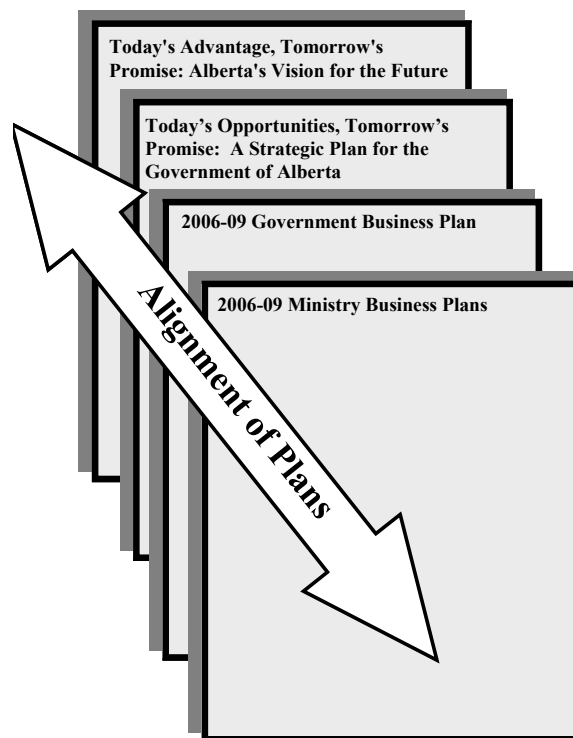 Today's Advantage, Tomorrow's
Promise: Alberta's Vision for the Future
Today’s Opportunities, Tomorrow’s
Promise:  A Strategic Plan for the
Government of Alberta
2006-09 Government Business Plan
2006-09 Ministry Business Plans
Alignment of Plans